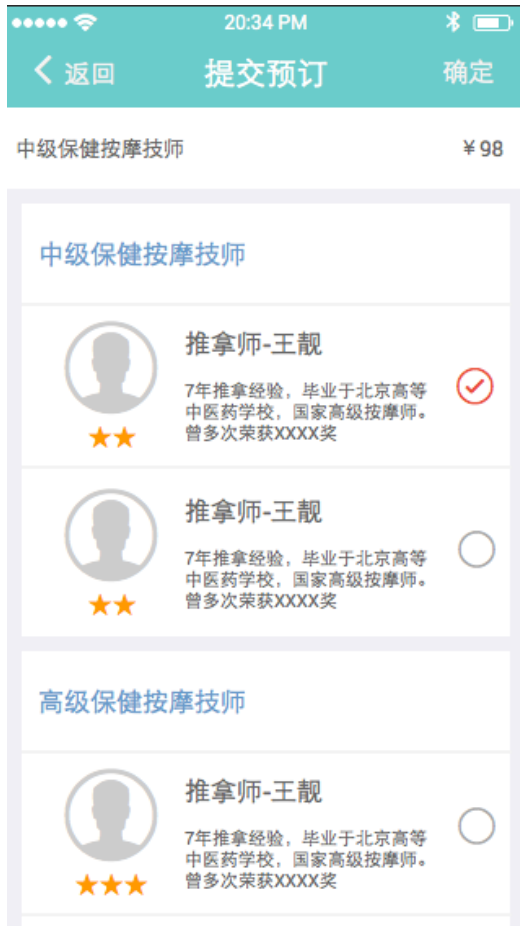 20:34 PM
返回
提交预订
确定
中级保健按摩技师
¥98
中级保健按摩技师
推拿师-王靓
7年推拿经验，毕业于北京高等
中医药学校，国家高级按摩师。
曾多次荣获XXXX奖
推拿师-王靓
7年推拿经验，毕业于北京高等
中医药学校，国家高级按摩师。
曾多次荣获XXXX奖
高级保健按摩技师
推拿师-王靓
7年推拿经验，毕业于北京高等
中医药学校，国家高级按摩师。
曾多次荣获XXXX奖